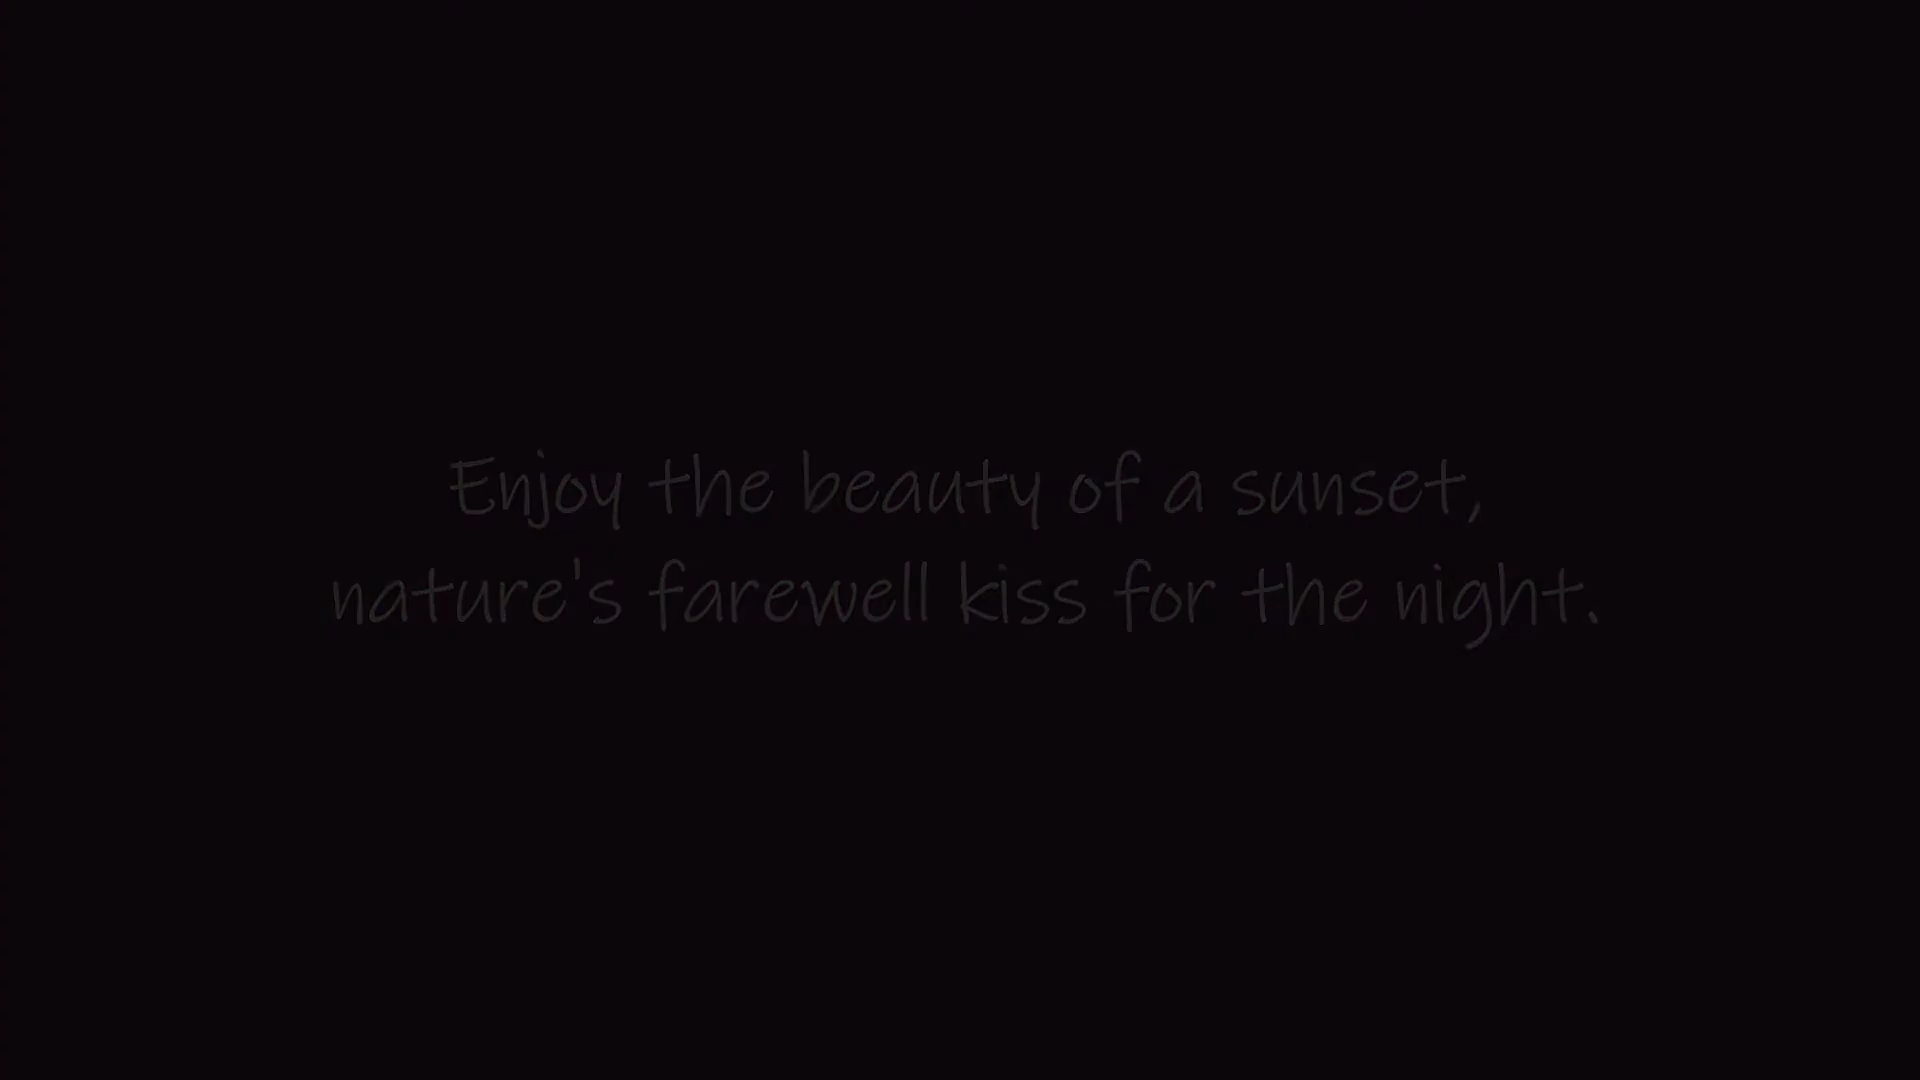 Enjoy the beauty of a sunset,
nature's farewell kiss for the night.